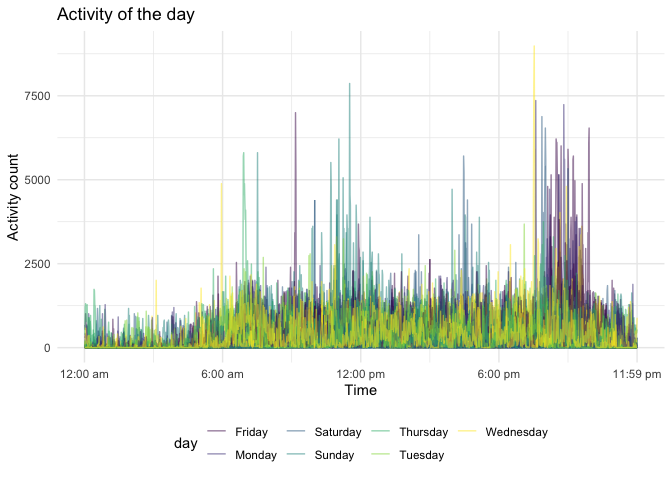 Activity of the day
Activity count
7500
5000
2500
0
12:00 am 6:00 am 12:00 pm 6:00 pm 11:59 pm
Time
day
Friday Saturday Thursday Wednesday
Monday Sunday Tuesday